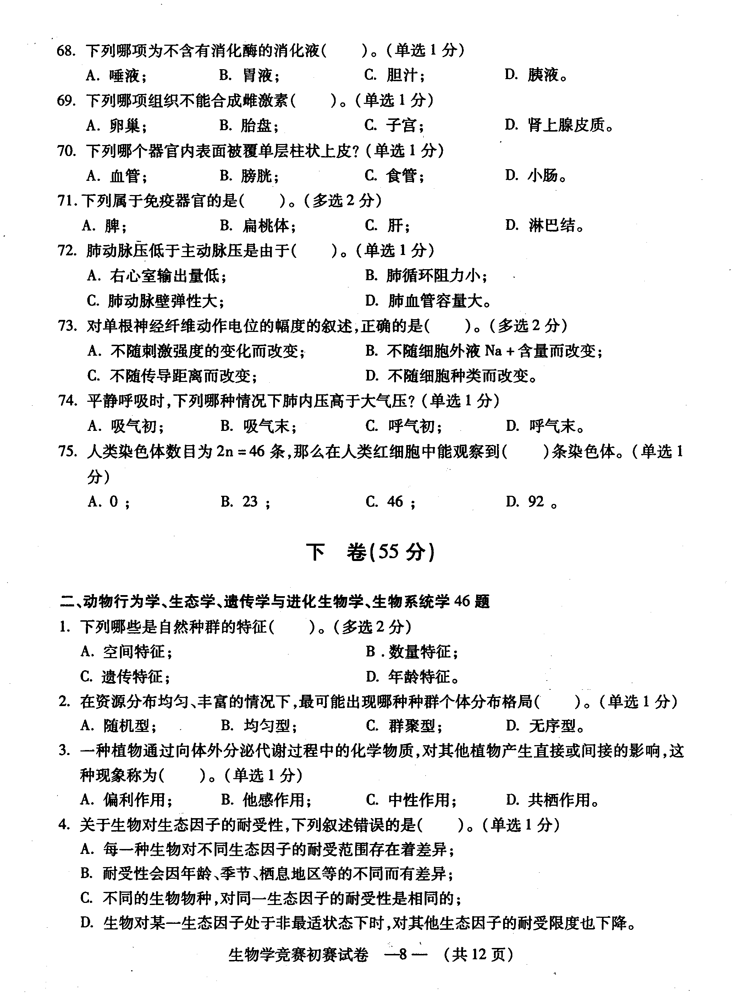 68. 下列哪项为不含有消化酶的消化液(  )。(单选1分)
A. 唾液; B. 胃液; C. 胆汁; D. 胰液。
69. 下列哪项组织不能合成雌激素(  )。(单选1分)
A. 卵巢; B. 胎盘; C. 子宫; D. 肾上腺皮质。
70. 下列哪个器官内表面被覆单层柱状上皮?(单选1分)
A. 血管; B. 膀胱; C. 食管; D. 小肠。
71. 下列属于免疫器官的是(  )。(多选2分)
A. 脾; B. 扁桃体; C. 肝; D. 淋巴结。
72. 肺动脉压低于主动脉压是由于(  )。(单选1分)
A. 右心室输出量低; B. 肺循环阻力小;
C. 肺动脉壁弹性大; D. 肺血管容量大。
73. 对单根神经纤维动作电位的幅度的叙述,正确的是(  )。(多选2分)
A. 不随刺激强度的变化而改变; B. 不随细胞外液 Na + 含量而改变;
C. 不随传导距离而改变; D. 不随细胞种类而改变。
74. 平静呼吸时,下列哪种情况下肺内压高于大气压?(单选1分)
A. 吸气初; B. 吸气末; C. 呼气初; D. 呼气末。
75. 人类染色体数目为 2n = 46 条,那么在人类红细胞中能观察到(  )条染色体。(单选1
分)
A. 0 ; B. 23 ; C. 46 ; D. 92 。
下 卷(55 分)
二、动物行为学、生态学、遗传学与进化生物学、生物系统学 46 题
1. 下列哪些是自然种群的特征(  )。(多选2分)
A. 空间特征; B . 数量特征;
C. 遗传特征; D. 年龄特征。
2. 在资源分布均匀、丰富的情况下,最可能出现哪种种群个体分布格局(  )。(单选1分)
A. 随机型; B. 均匀型; C. 群聚型; D. 无序型。
3. 一种植物通过向体外分泌代谢过程中的化学物质,对其他植物产生直接或间接的影响,这
种现象称为(  )。(单选1分)
A. 偏利作用; B. 他感作用; C. 中性作用; D. 共栖作用。
4. 关于生物对生态因子的耐受性,下列叙述错误的是(  )。(单选1分)
A. 每一种生物对不同生态因子的耐受范围存在着差异;
B. 耐受性会因年龄、季节、栖息地区等的不同而有差异;
C. 不同的生物物种,对同一生态因子的耐受性是相同的;
D. 生物对某一生态因子处于非最适状态下时,对其他生态因子的耐受限度也下降。
生物学竞赛初赛试卷 —8— (共 12 页)